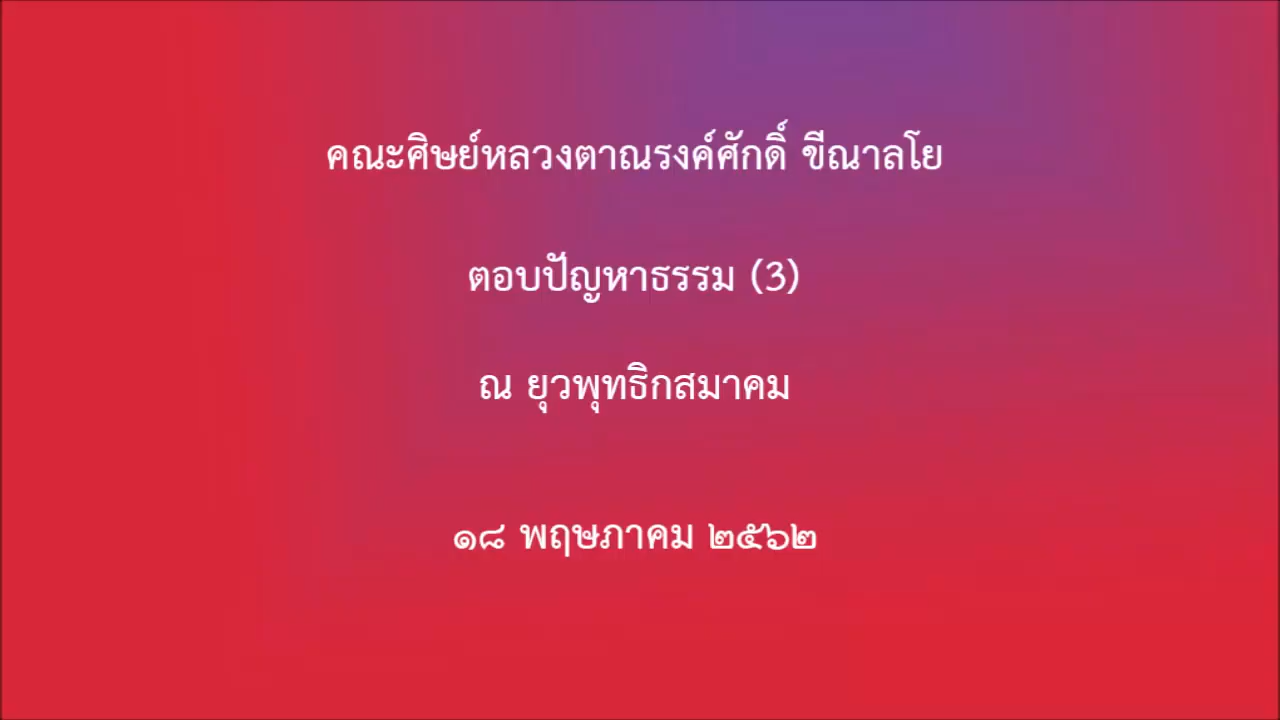 คณะศิษย์หลวงตาณรงค์ศักดิ์ ขีณาลโย
ตอบปัญหาธรรม (3)
ณ ยุวพุทธิกสมาคม
๑๘ พฤษภาคม ๒๕๖๒